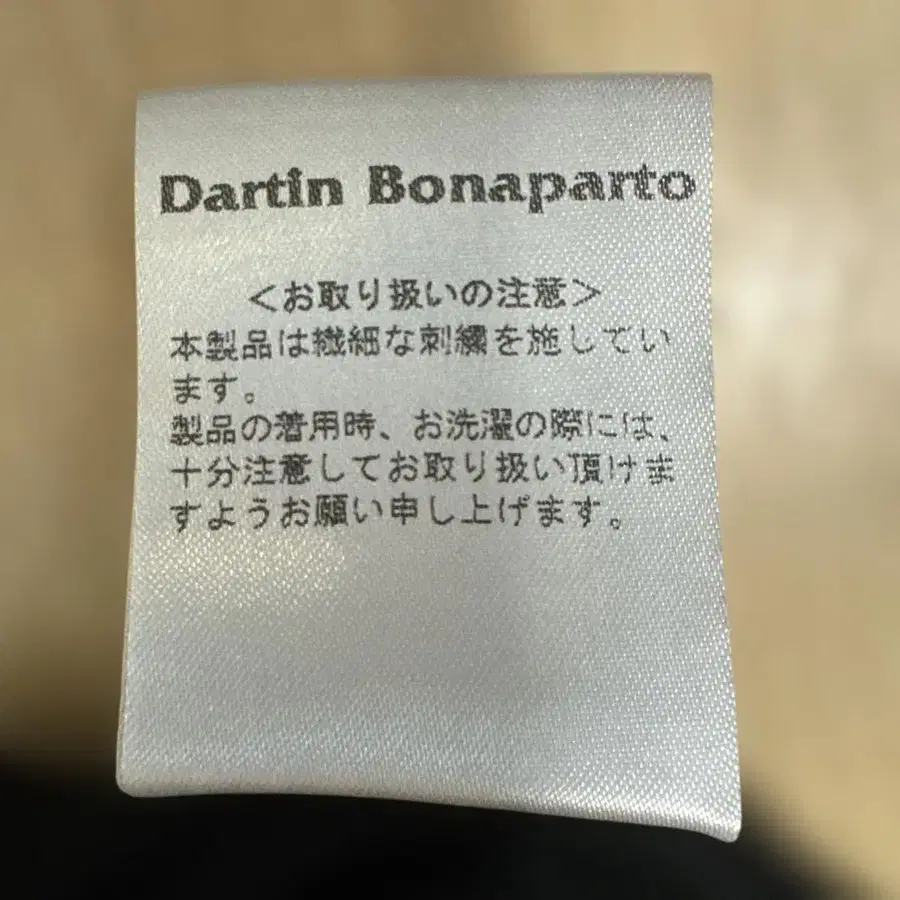 Dartin Bonaparto
＜お取り扱いの注意＞
本製品は繊細な刺繍を施してい
ます。
製品の着用時、お洗濯の際には、
十分注意してお取り扱い頂けま
すようお願い申し上げます。